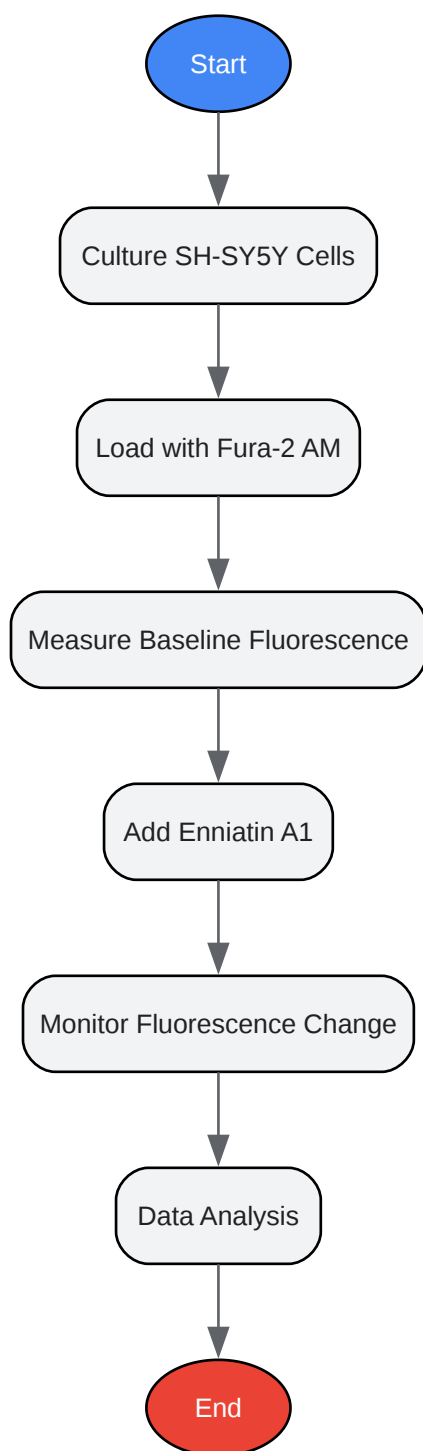 Start
Culture SH-SY5Y Cells
Load with Fura-2 AM
Measure Baseline Fluorescence
Add Enniatin A1
Monitor Fluorescence Change
Data Analysis
End